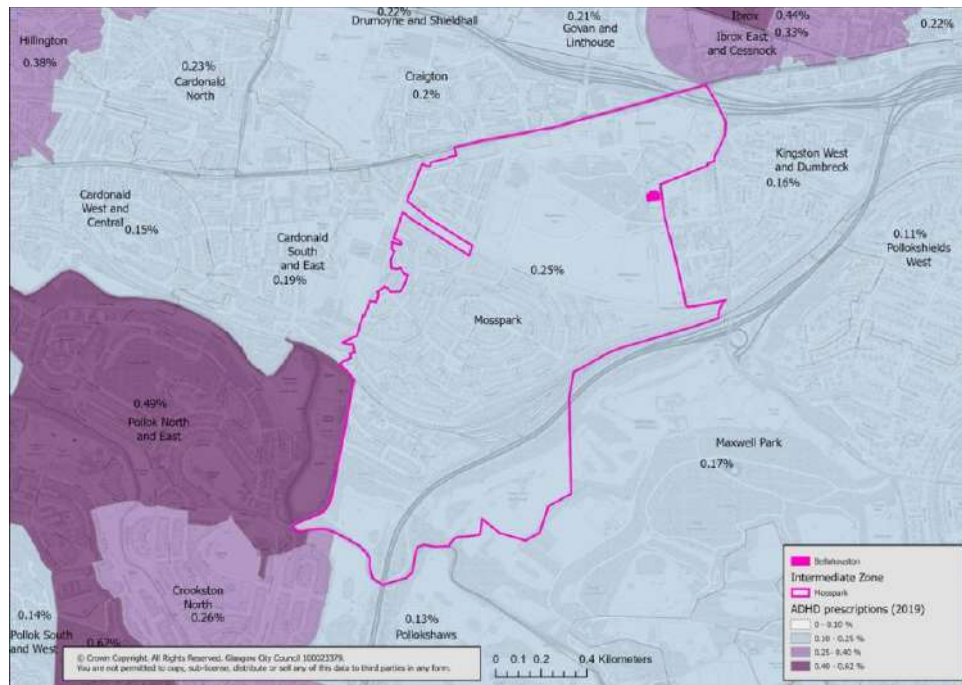 0.22%
Drumoyne and Shieldhall
0.21%
Govan and
Linthouse
Ibrox
0.44%
Ibrox East
and Cessnock
0.33%
0.22%
Hillington
0.38%
0.23%
Cardonald
North
Craigton
0.2%
Kingston West
and Dumbreck
0.16%
Cardonald
West and
Central
0.15%
Cardonald
South
and East
0.19%
0.25%
0.11%
Pollokshields
West
Mosspark
0.49%
Pollok North
and East
Maxwell Park
0.17%
Crookston
North
0.26%
0.14%
Pollok South
and West
0.62%
0.13%
Pollokshaws
© Crown Copyright. All Rights Reserved. Glasgow City Council 100023379.
You are not permitted to copy, sub-license, distribute or sell any of this data to third parties in any form.
0 0.1 0.2 0.4 Kilometers
Bellahouston
Intermediate Zone
Mosspark
ADHD prescriptions (2019)
0 - 0.10 %
0.10 - 0.25 %
0.25 - 0.40 %
0.40 - 0.62 %